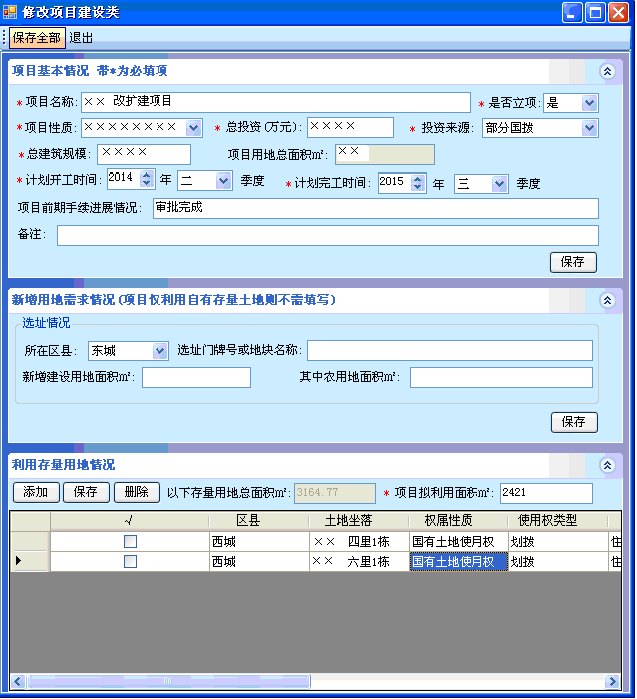 修改项目建设类
保存全部 退出
项目基本情况 带*为必填项
*项目名称: ×× 改扩建项目 *是否立项: 是
*项目性质: ×××××××× *总投资(万元): ×××× *投资来源: 部分国拨
*总建筑规模: ×××× 项目用地总面积㎡: ××
*计划开工时间: 2014 年 二 季度 *计划完工时间: 2015 年 三 季度
项目前期手续进展情况: 审批完成
备注:
保存
新增用地需求情况(项目仅利用自有存量土地则不需填写)
选址情况
所在区县: 东城 选址门牌号或地块名称:
新增建设用地面积㎡: 其中农用地面积㎡:
保存
利用存量用地情况
添加 保存 删除 以下存量用地总面积㎡: 3164.77 *项目拟利用面积㎡: 2421
√ 区县 土地坐落 权属性质 使用权类型
西城 ×× 四里1栋 国有土地使用权 划拨 住
西城 ×× 六里1栋 国有土地使用权 划拨 住